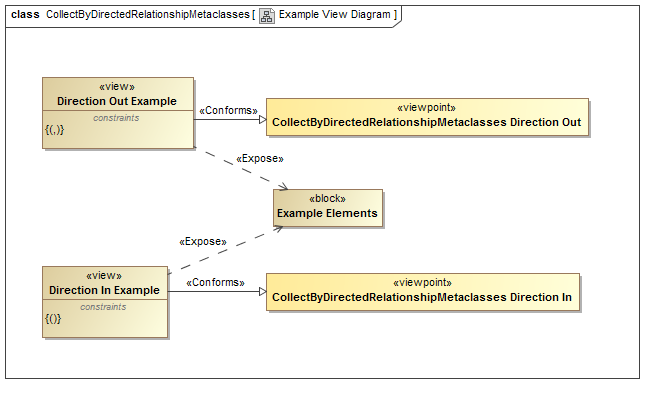 class CollectByDirectedRelationshipMetaclasses [ Example View Diagram ]
«view»
Direction Out Example
constraints
{(,)}
«Conforms»
«viewpoint»
CollectByDirectedRelationshipMetaclasses Direction Out
«Expose»
«block»
Example Elements
«Expose»
«view»
Direction In Example
constraints
{()}
«Conforms»
«viewpoint»
CollectByDirectedRelationshipMetaclasses Direction In